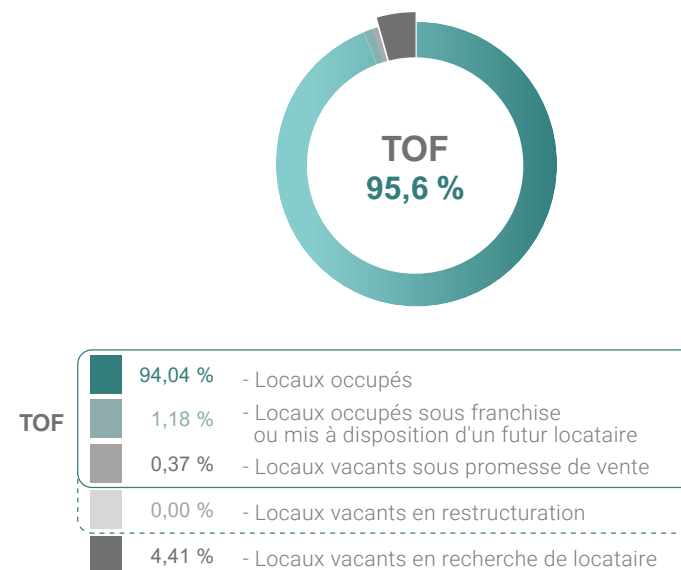 TOF
95,6 %
94,04 % - Locaux occupés
TOF
1,18 % - Locaux occupés sous franchise
ou mis à disposition d'un futur locataire
0,37 % - Locaux vacants sous promesse de vente
0,00 % - Locaux vacants en restructuration
4,41 % - Locaux vacants en recherche de locataire